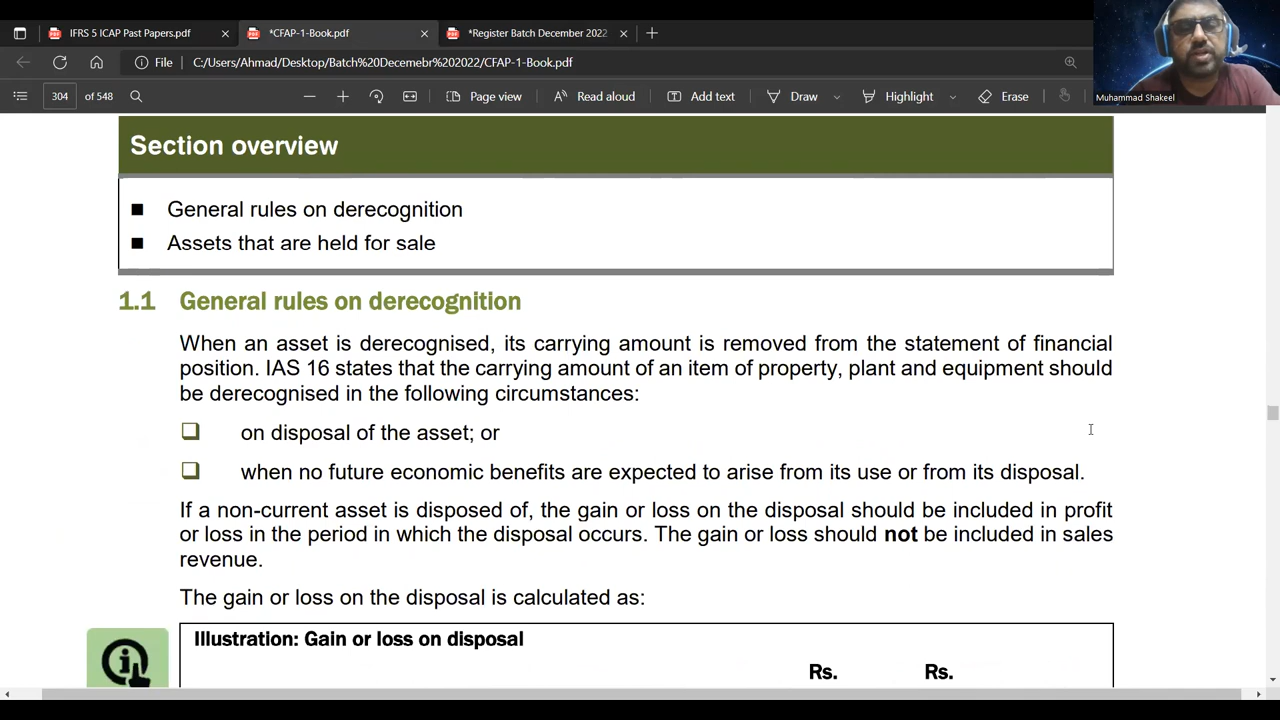 IFRS 5 ICAP Past Papers.pdf
*CFAP-1-Book.pdf
*Register Batch December 2022
File
C:/Users/Ahmad/Desktop/Batch%20Decemebr%202022/CFAP-1-Book.pdf
304 of 548
Page view
Read aloud
Add text
Draw
Highlight
Erase
Muhammad Shakeel
Section overview
■ General rules on derecognition
■ Assets that are held for sale
1.1 General rules on derecognition
When an asset is derecognised, its carrying amount is removed from the statement of financial
position. IAS 16 states that the carrying amount of an item of property, plant and equipment should
be derecognised in the following circumstances:
❑ on disposal of the asset; or
❑ when no future economic benefits are expected to arise from its use or from its disposal.
If a non-current asset is disposed of, the gain or loss on the disposal should be included in profit
or loss in the period in which the disposal occurs. The gain or loss should not be included in sales
revenue.
The gain or loss on the disposal is calculated as:
Illustration: Gain or loss on disposal
Rs. Rs.